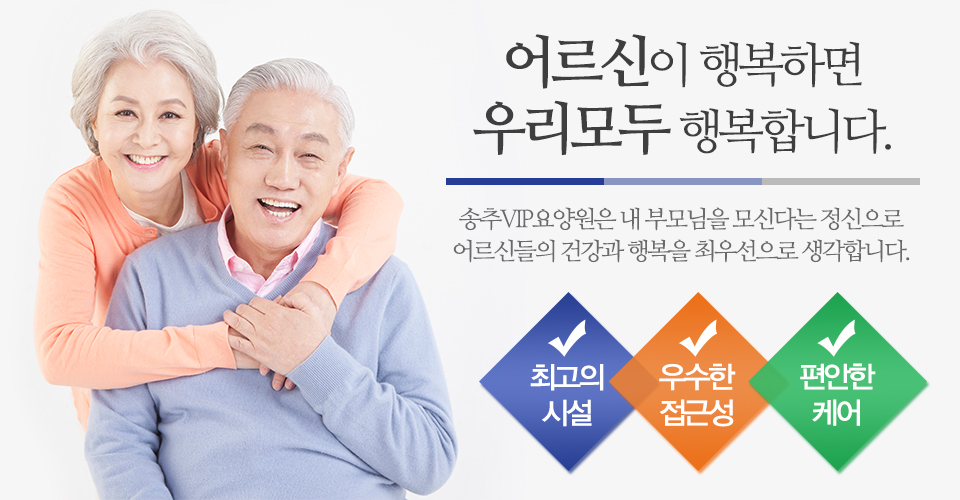 어르신이 행복하면
우리모두 행복합니다.
송추VIP요양원은 내 부모님을 모신다는 정신으로
어르신들의 건강과 행복을 최우선으로 생각합니다.
최고의
시설
우수한
접근성
편안한
케어